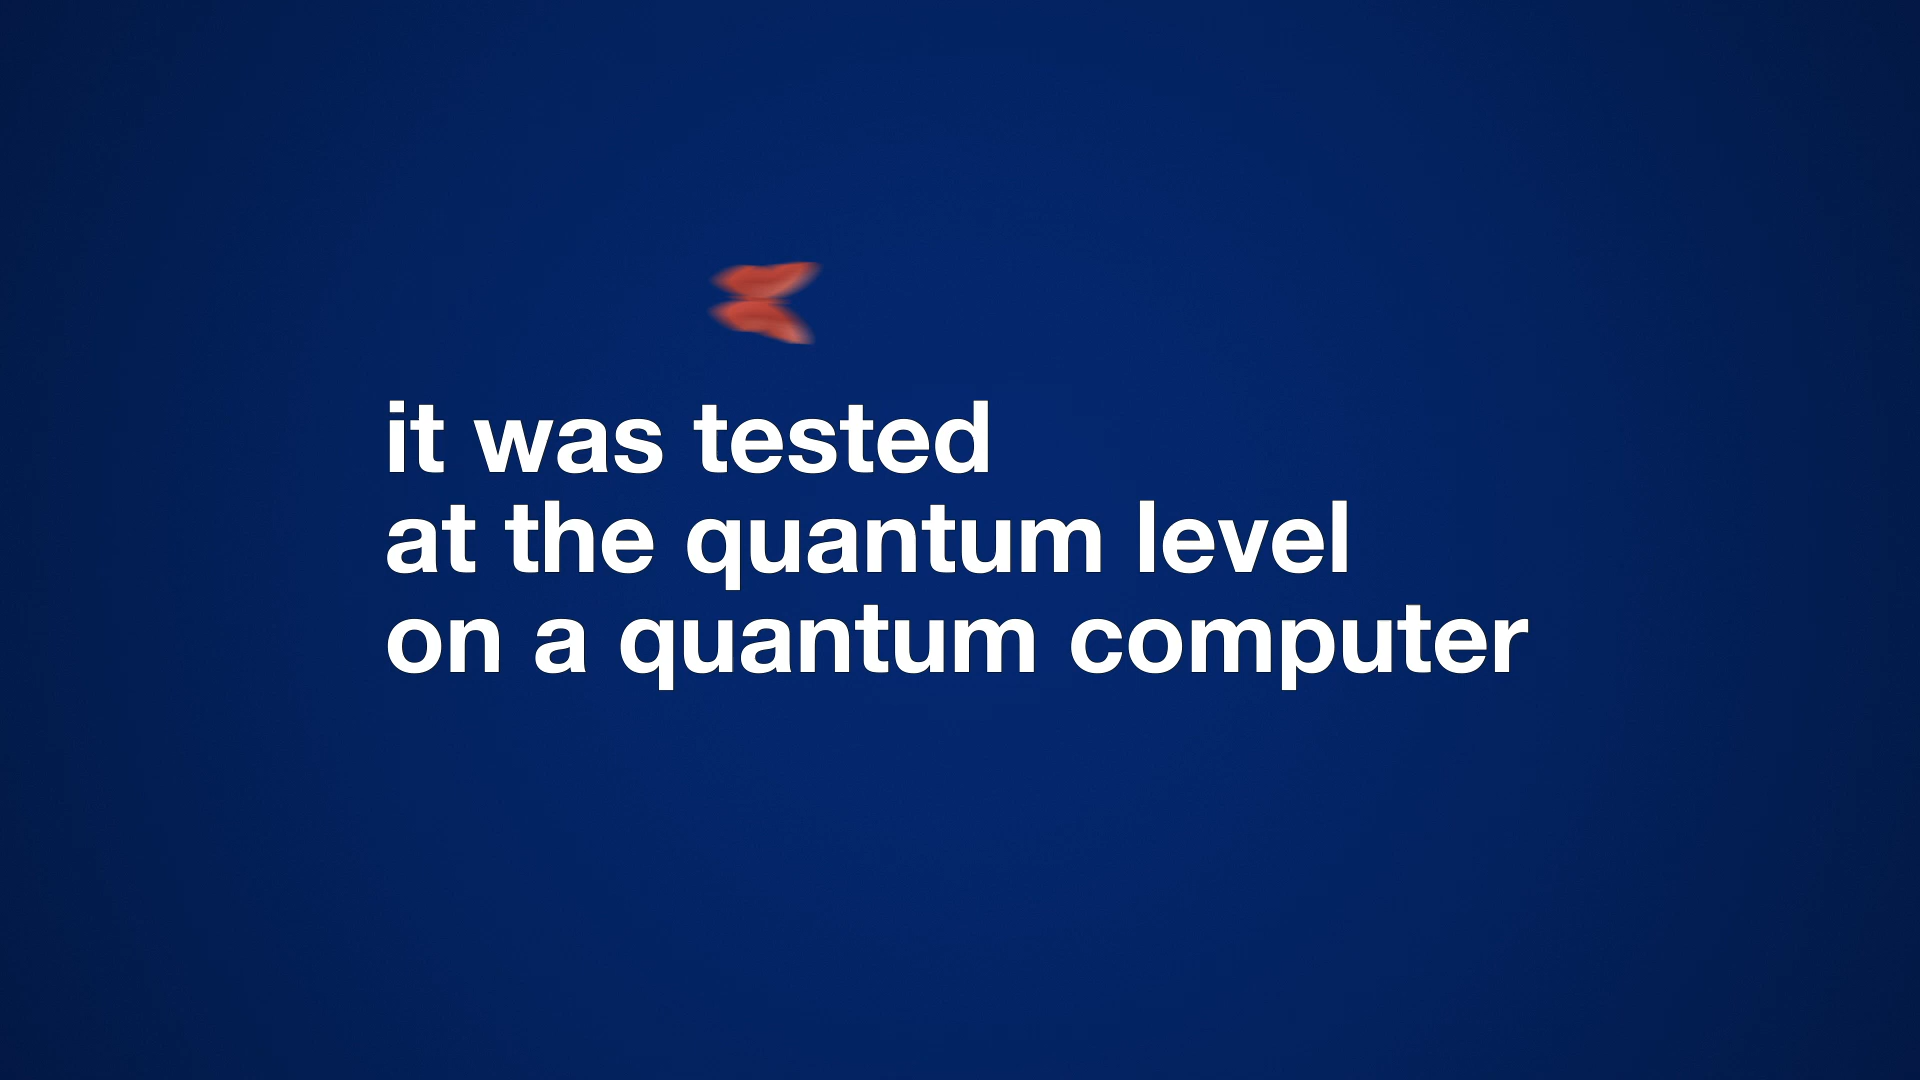 it was tested
at the quantum level
on a quantum computer